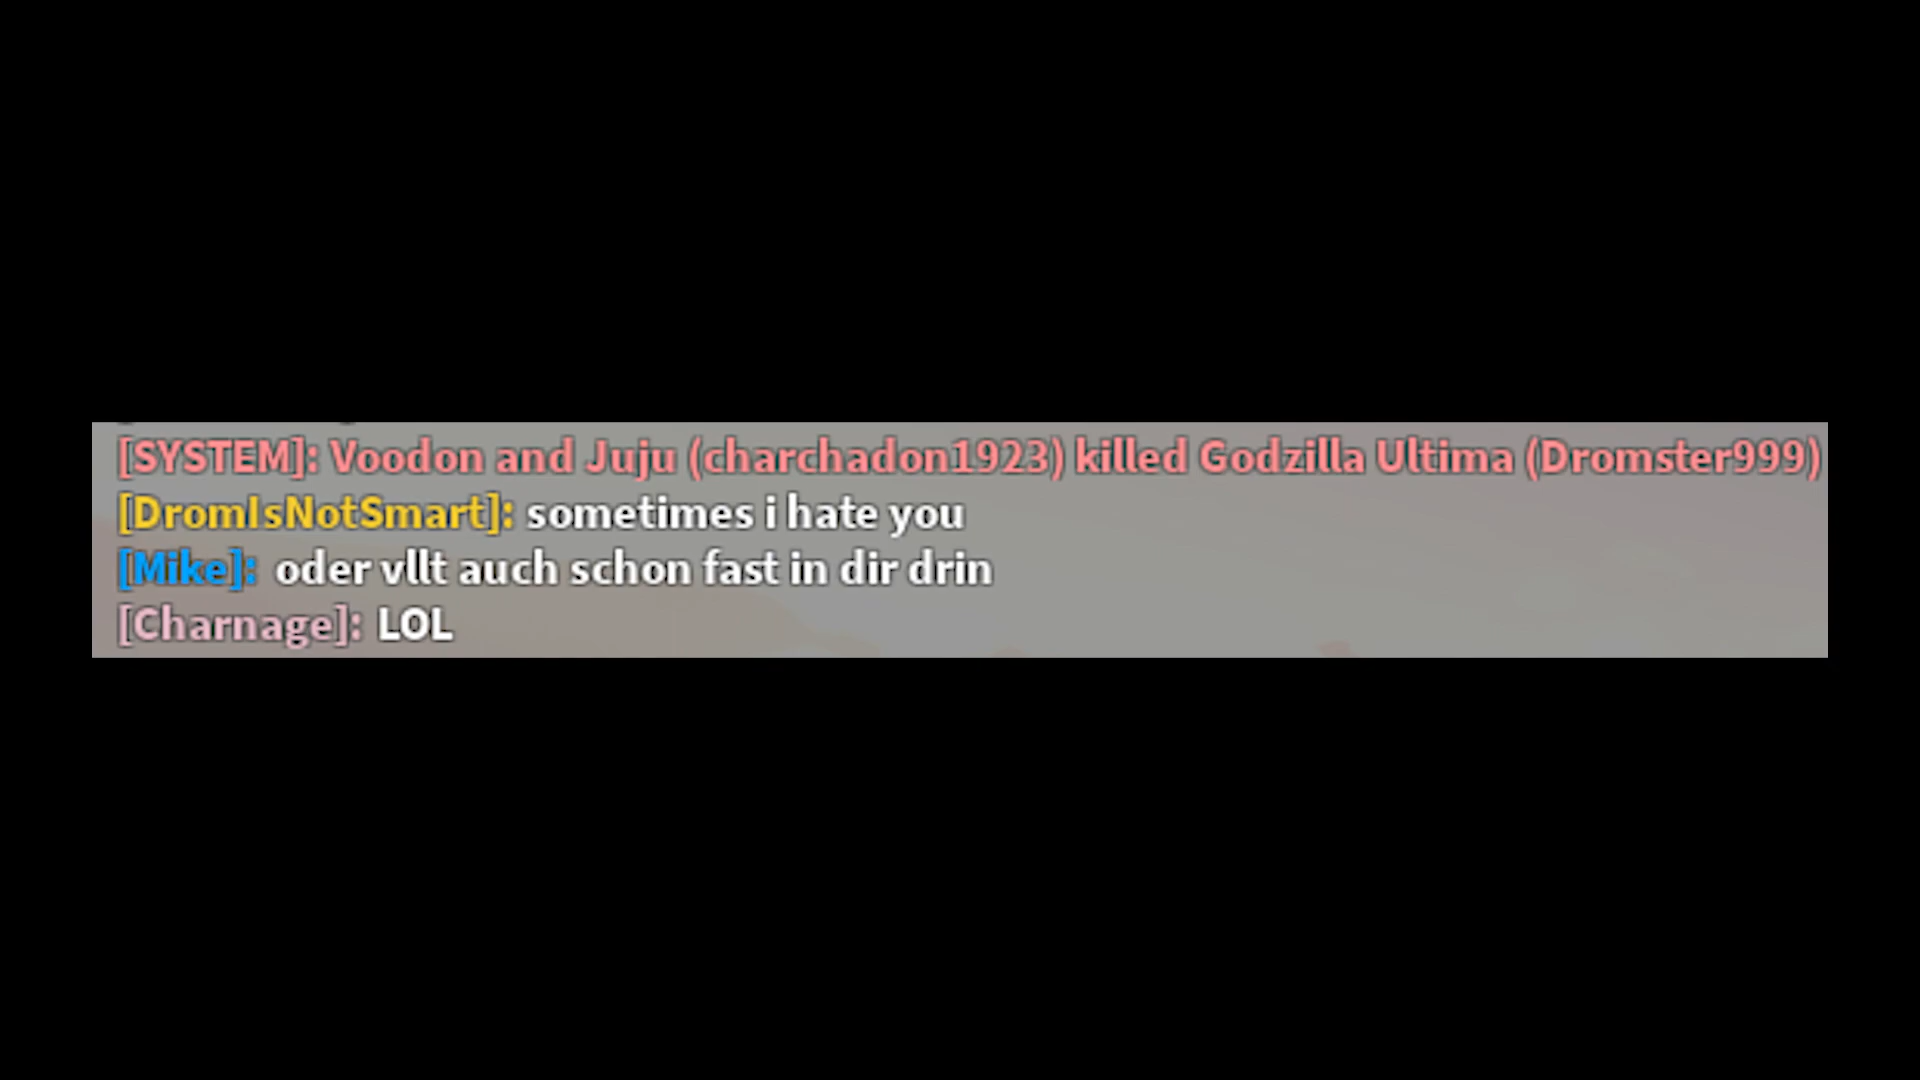 [SYSTEM]: Voodon and Juju (charchadon1923) killed Godzilla Ultima (Dromster999)
[DromIsNotSmart]: sometimes i hate you
[Mike]: oder vllt auch schon fast in dir drin
[Charnage]: LOL